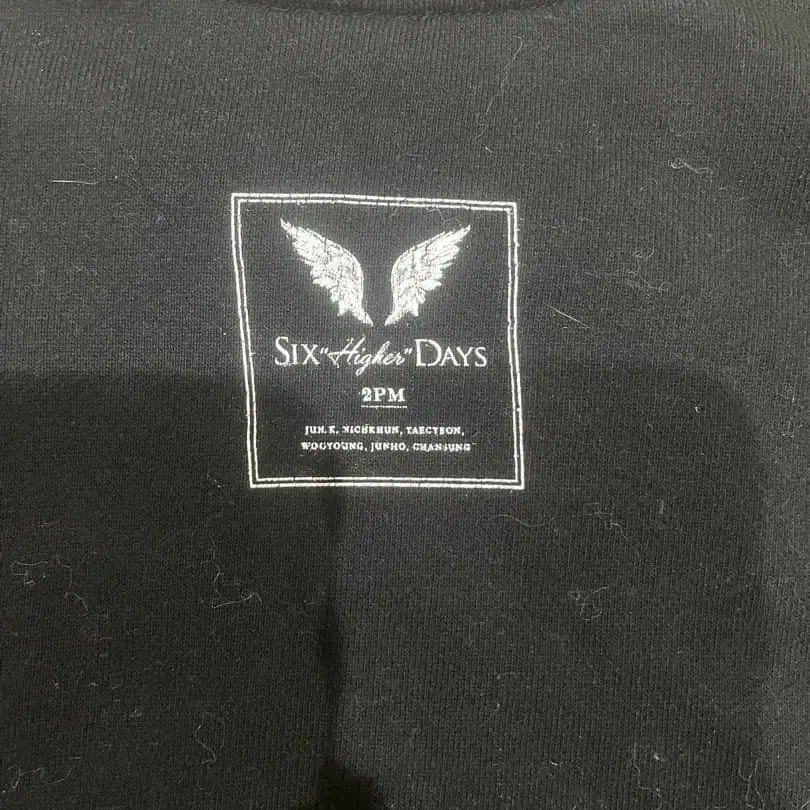 SIX "Higher" DAYS
2PM
JUN. K, NICHKHUN, TAECYEON,
WOOYOUNG, JUNHO, CHANSUNG